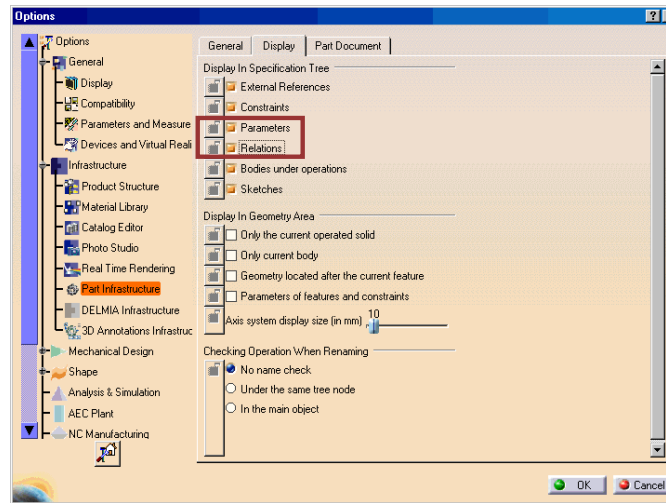 Options
Options
General
Display
Compatibility
Parameters and Measure
Devices and Virtual Reali
Infrastructure
Product Structure
Material Library
Catalog Editor
Photo Studio
Real Time Rendering
Part Infrastructure
DELMIA Infrastructure
3D Annotations Infrastruc
Mechanical Design
Shape
Analysis & Simulation
AEC Plant
NC Manufacturing
General Display Part Document
Display In Specification Tree
External References
Constraints
Parameters
Relations
Bodies under operations
Sketches
Display In Geometry Area
Only the current operated solid
Only current body
Geometry located after the current feature
Parameters of features and constraints
10
Axis system display size (in mm)
Checking Operation When Renaming
No name check
Under the same tree node
In the main object
OK Cancel